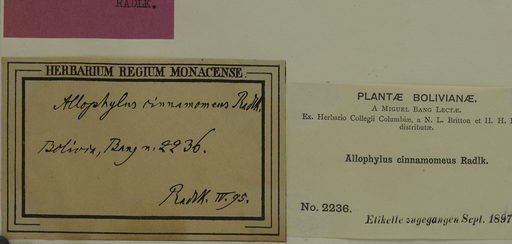 RADLK.
HERBARIUM REGIUM MONACENSE
Allophylus cinnamomeus Radlk.
Bolivia, Bang n. 2236.
Radlk. IV. 95.
PLANTÆ BOLIVIANÆ.
A MIGUEL BANG LECTÆ.
Ex. Herbario Collegii Columbiæ, a N. L. Britton et H. H.
distributæ.
Allophylus cinnamomeus Radlk.
No. 2236.
Etikette zugegangen Sept. 1897